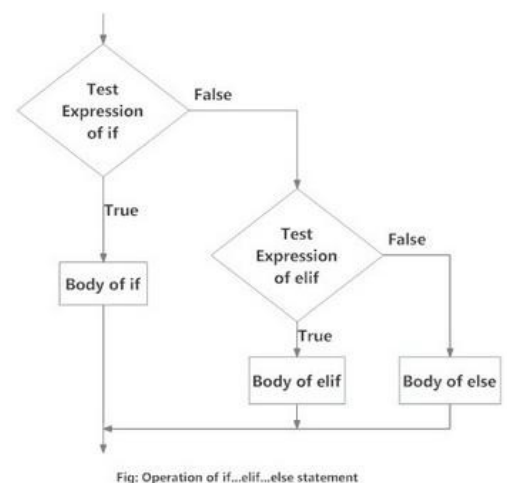 Test
Expression
of if
False
True
Test
Expression
of elif
False
Body of if
True
Body of elif
Body of else
Fig: Operation of if...elif...else statement